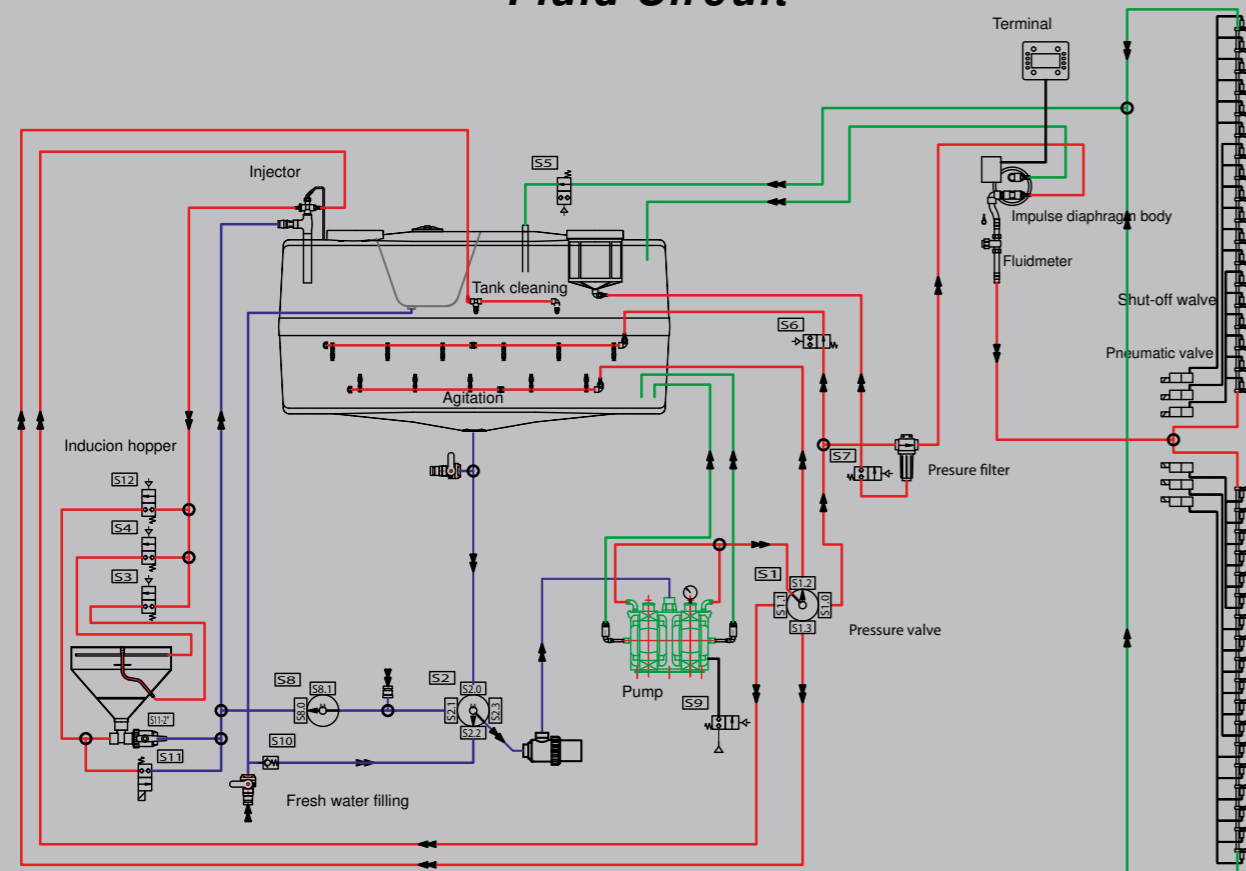 Fluid Circuit
Terminal
Injector
S5
Impulse diaphragm body
Fluidmeter
Tank cleaning
Shut-off walve
S6
Pneumatic valve
Agitation
Inducion hopper
S7
Presure filter
S12
S4
S3
S1
S1.2
S1.1
S1.0
S1.3
Pressure valve
Pump
S8
S8.1
S8.0
S2
S2.0
S2.1
S2.3
S2.2
S9
S11-2"
S11
S10
Fresh water filling